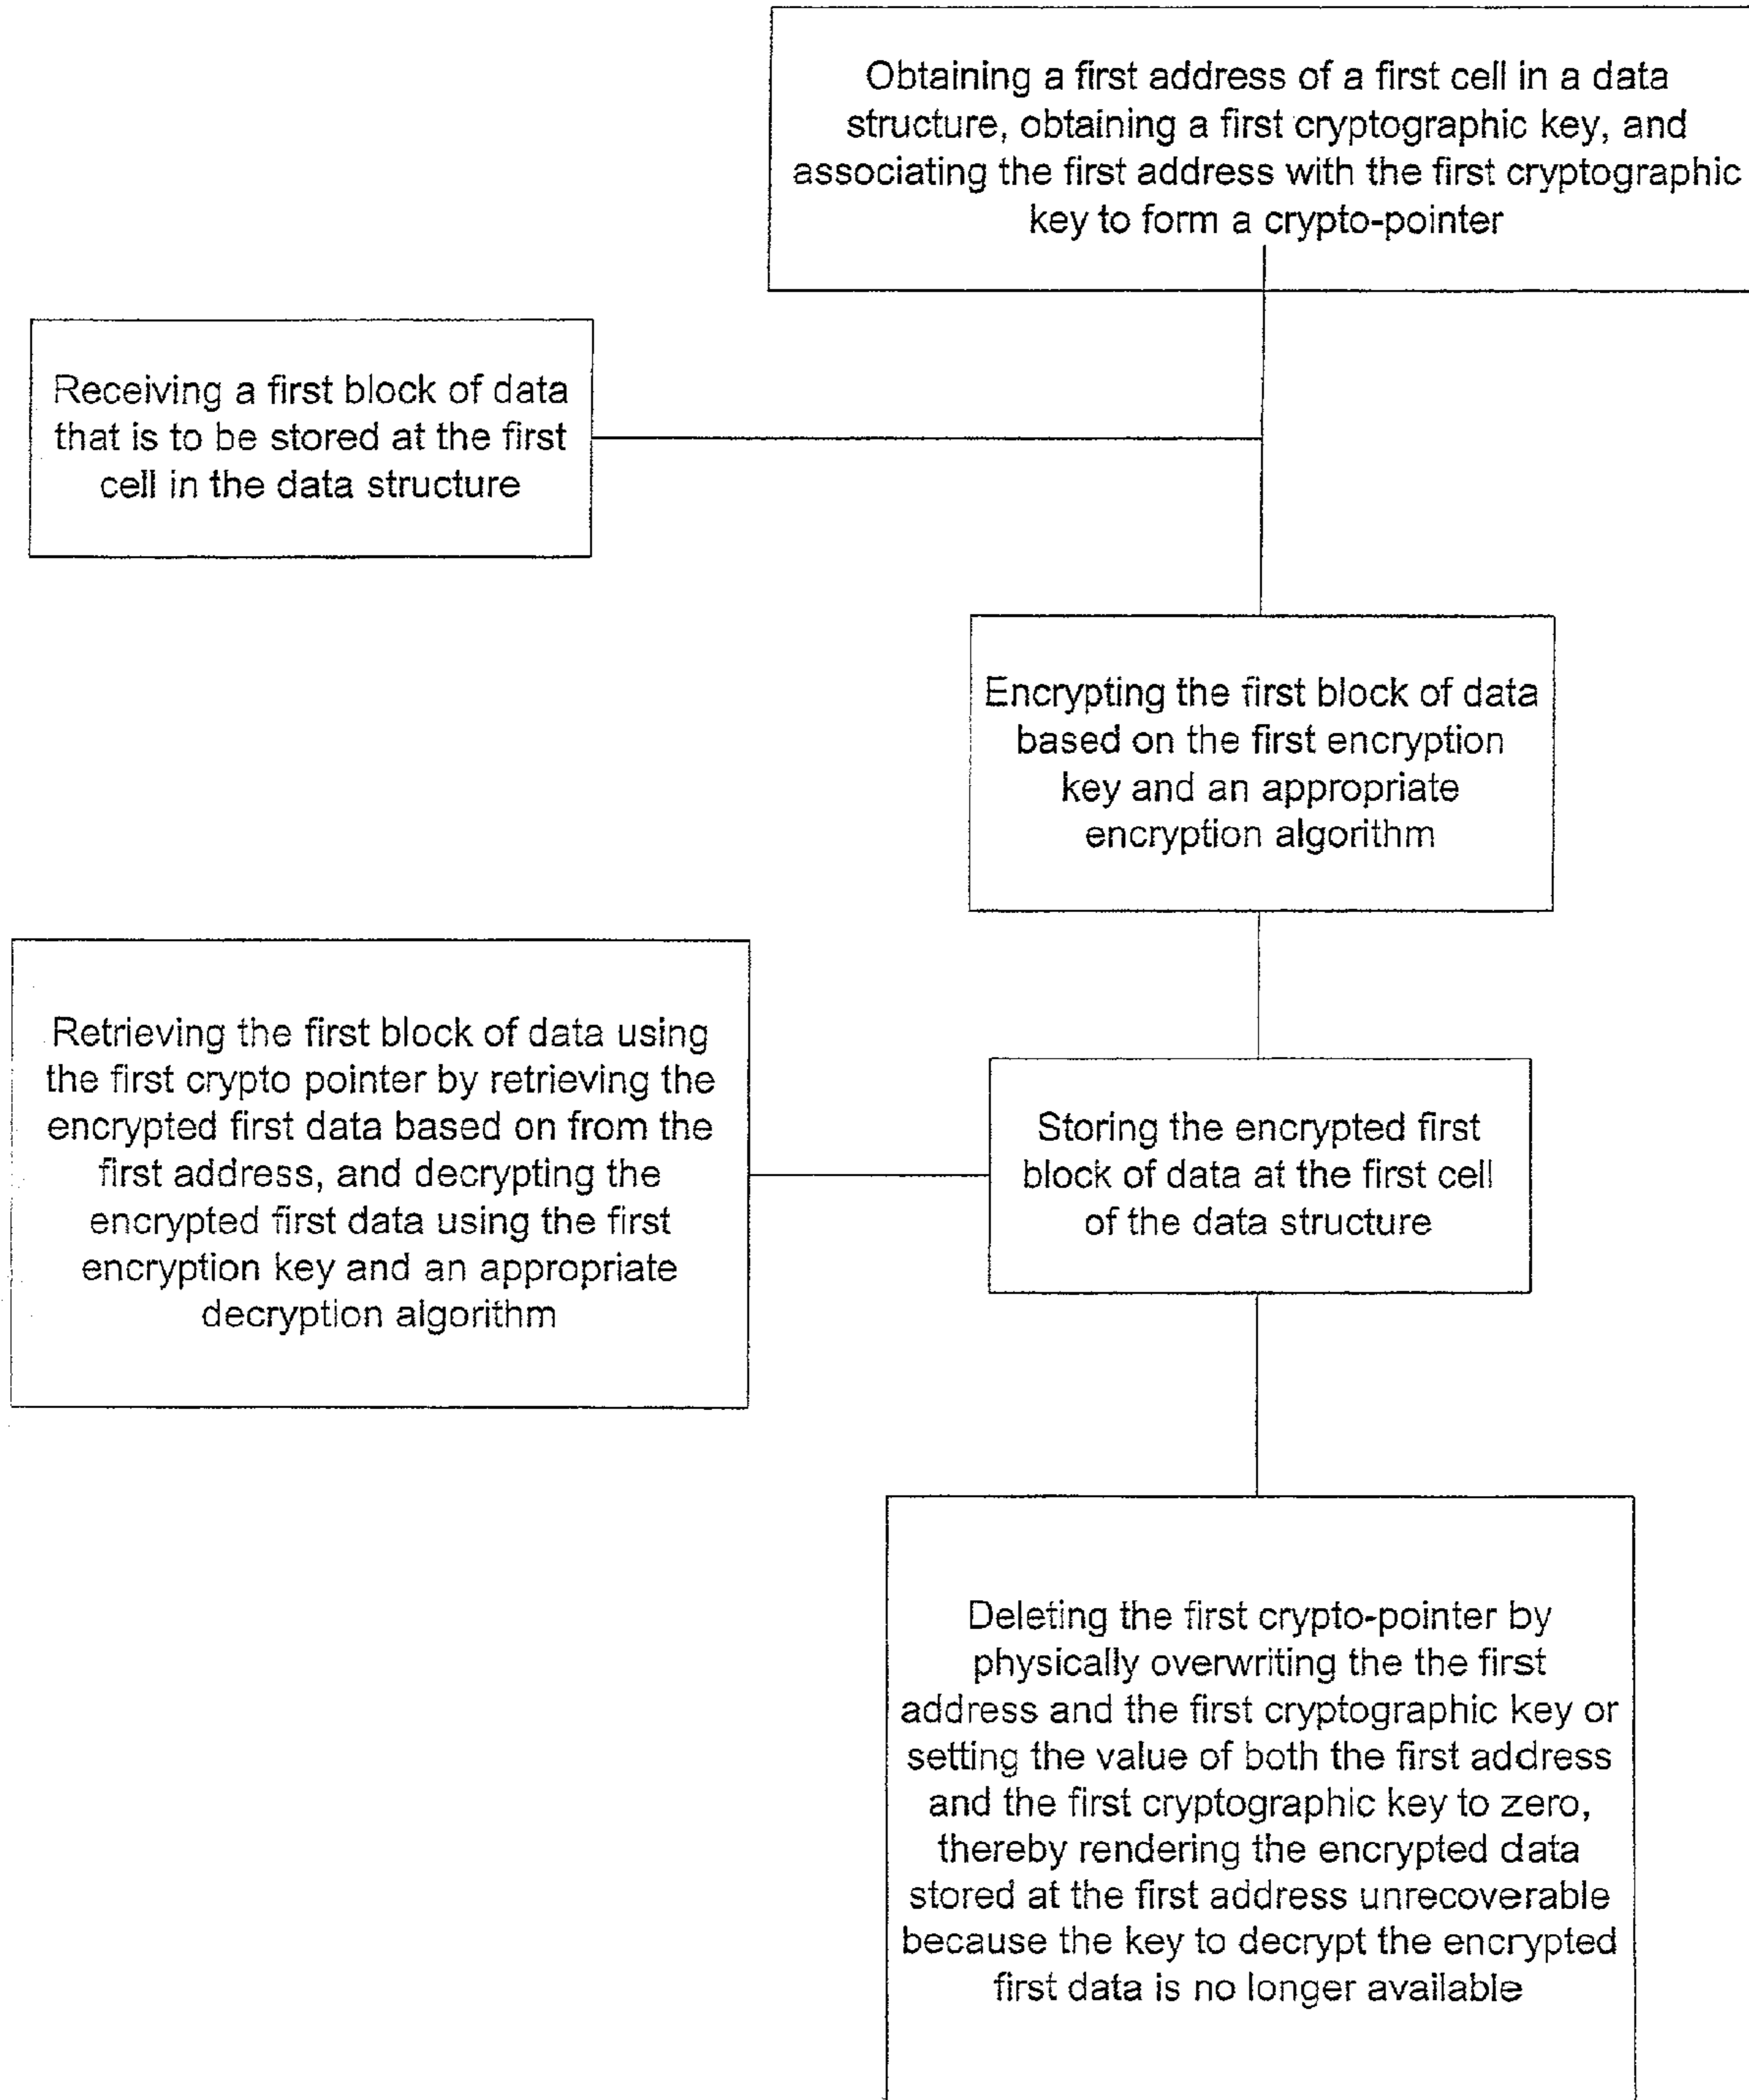 Obtaining a first address of a first cell in a data
structure, obtaining a first cryptographic key, and
associating the first address with the first cryptographic
key to form a crypto-pointer
Receiving a first block of data
that is to be stored at the first
cell in the data structure
Encrypting the first block of data
based on the first encryption
key and an appropriate
encryption algorithm
Retrieving the first block of data using
the first crypto pointer by retrieving the
encrypted first data based on from the
first address, and decrypting the
encrypted first data using the first
encryption key and an appropriate
decryption algorithm
Storing the encrypted first
block of data at the first cell
of the data structure
Deleting the first crypto-pointer by
physically overwriting the the first
address and the first cryptographic key or
setting the value of both the first address
and the first cryptographic key to zero,
thereby rendering the encrypted data
stored at the first address unrecoverable
because the key to decrypt the encrypted
first data is no longer available